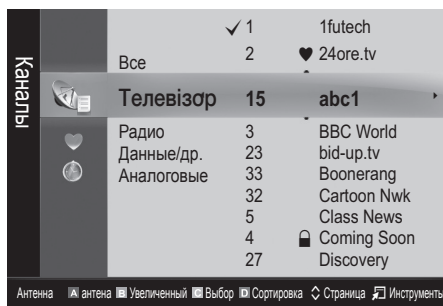 Каналы
✓ 1 1futech
Все 2 ♥ 24ore.tv
Телевізор 15 abc1
Радио 3 BBC World
Данные/др. 23 bid-up.tv
Аналоговые 33 Boonerang
32 Cartoon Nwk
5 Class News
4 Coming Soon
27 Discovery
Антенна A антена B Увеличенный C Выбор D Сортировка Страница Инструменть